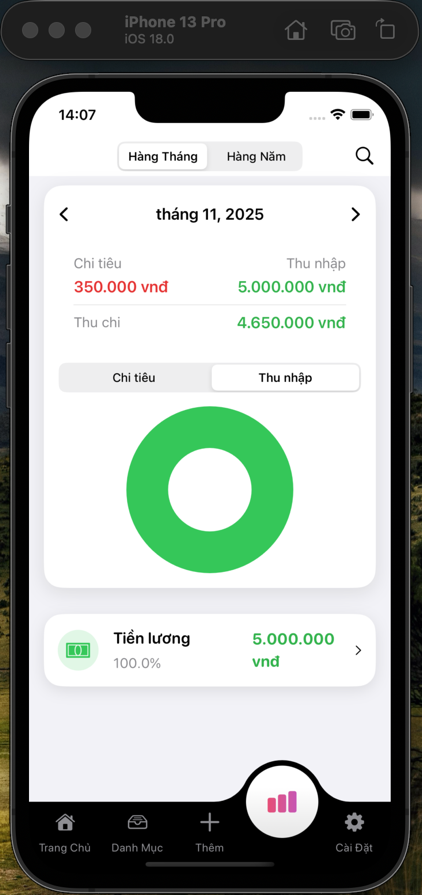 iPhone 13 Pro
iOS 18.0
14:07
Hàng Tháng Hàng Năm
tháng 11, 2025
Chi tiêu Thu nhập
350.000 vnđ 5.000.000 vnđ
Thu chi 4.650.000 vnđ
Chi tiêu Thu nhập
Tiền lương 5.000.000
vnđ
100.0%
Trang Chủ Danh Mục Thêm Cài Đặt